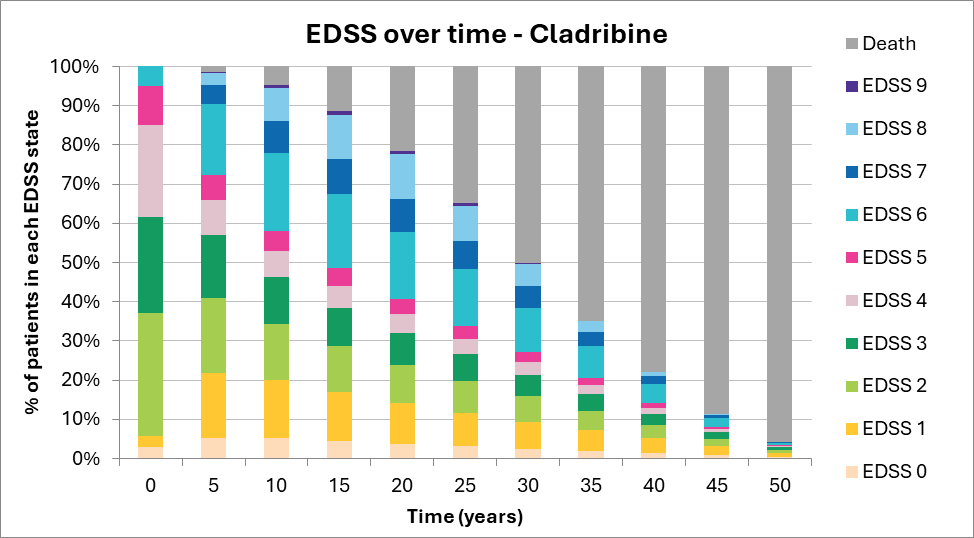 EDSS over time - Cladribine
% of patients in each EDSS state
100%
90%
80%
70%
60%
50%
40%
30%
20%
10%
0%
0 5 10 15 20 25 30 35 40 45 50
Time (years)
Death
EDSS 9
EDSS 8
EDSS 7
EDSS 6
EDSS 5
EDSS 4
EDSS 3
EDSS 2
EDSS 1
EDSS 0